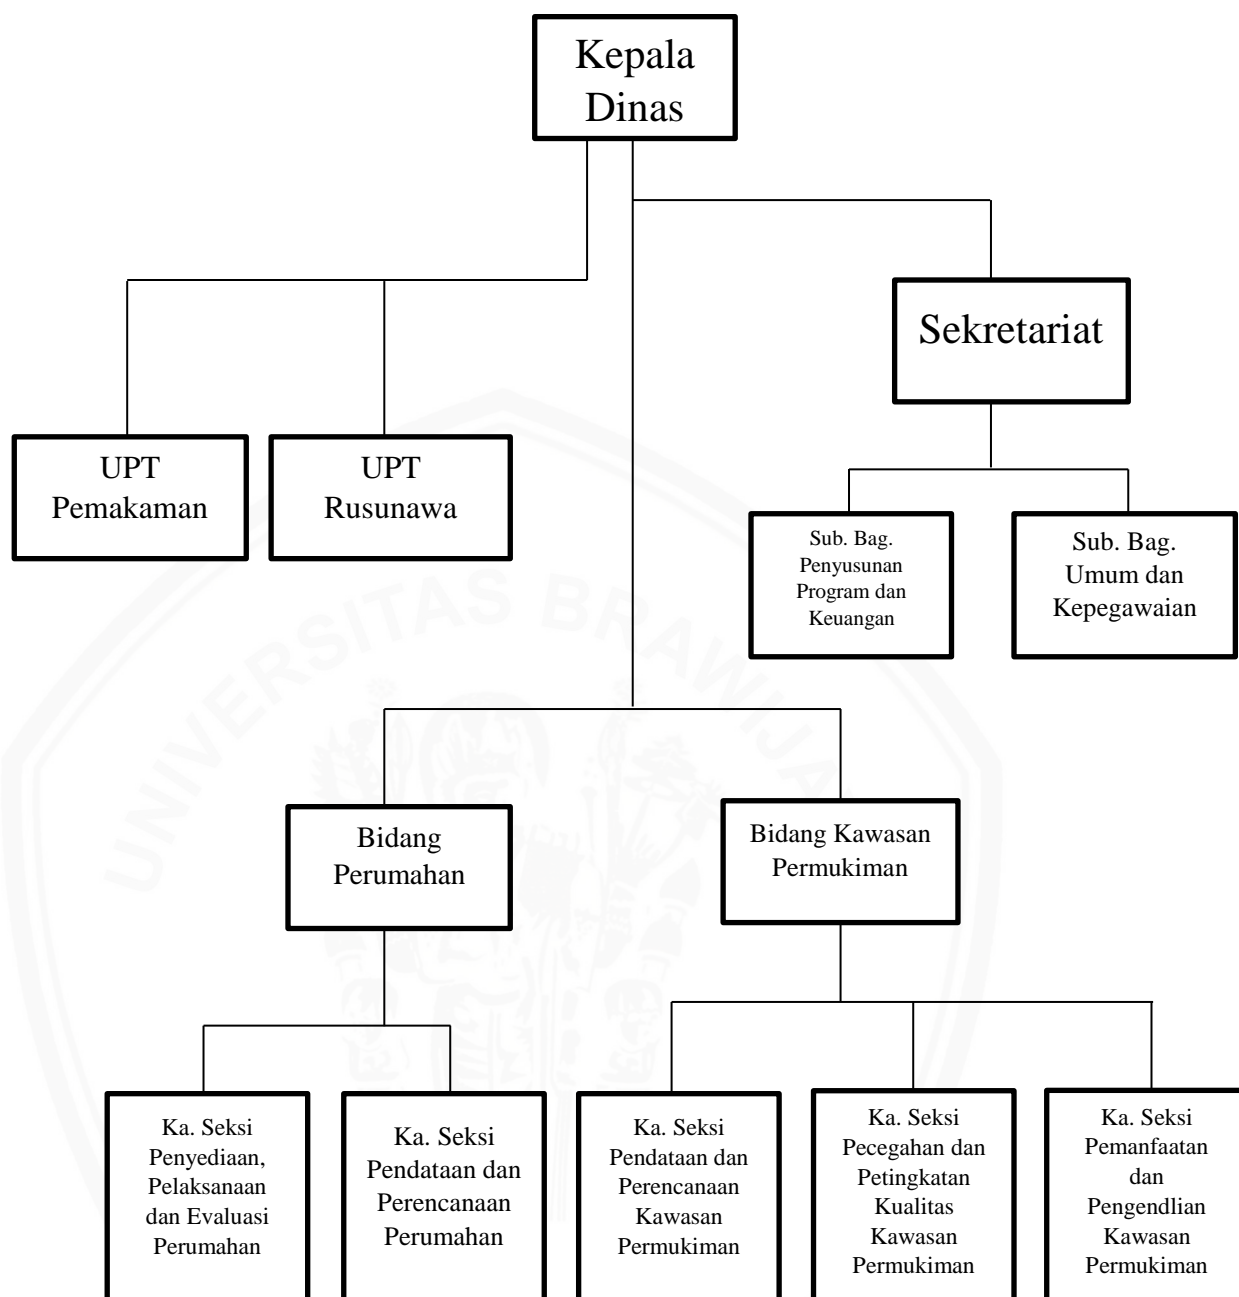 Kepala
Dinas
Sekretariat
UPT
Pemakaman
UPT
Rusunawa
Sub. Bag.
Penyusunan
Program dan
Keuangan
Sub. Bag.
Umum dan
Kepegawaian
UNIVERSITAS BRAWIJAYA
Bidang
Perumahan
Bidang Kawasan
Permukiman
Ka. Seksi
Penyediaan,
Pelaksanaan
dan Evaluasi
Perumahan
Ka. Seksi
Pendataan dan
Perencanaan
Perumahan
Ka. Seksi
Pendataan dan
Perencanaan
Kawasan
Permukiman
Ka. Seksi
Pecegahan dan
Petingkatan
Kualitas
Kawasan
Permukiman
Ka. Seksi
Pemanfaatan
dan
Pengendlian
Kawasan
Permukiman